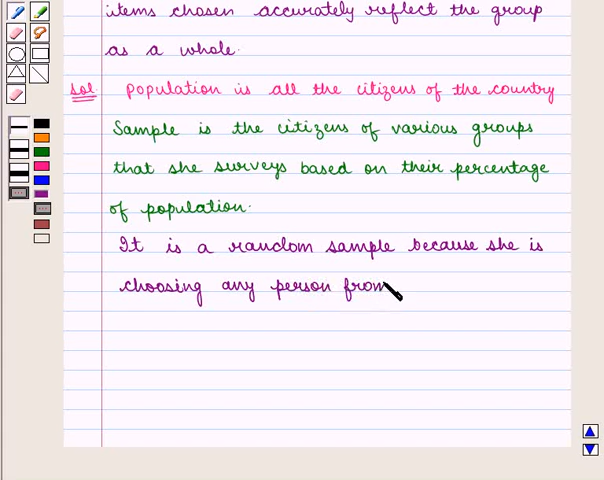 items chosen accurately reflect the group
as a whole.
Sol Population is all the citizens of the country
Sample is the citizens of various groups
that she surveys based on their percentage
of population.
It is a random sample because she is
choosing any person from